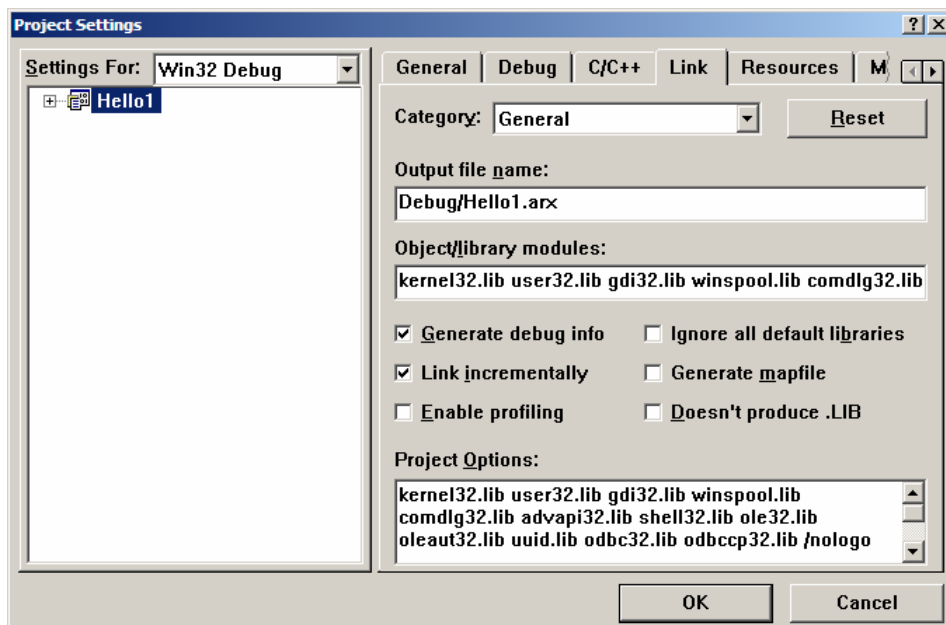 Project Settings
Settings For: Win32 Debug
Hello1
General Debug C/C++ Link Resources M
Category: General Reset
Output file name:
Debug/Hello1.arx
Object/library modules:
kernel32.lib user32.lib gdi32.lib winspool.lib comdlg32.lib
Generate debug info Ignore all default libraries
Link incrementally Generate mapfile
Enable profiling Doesn't produce .LIB
Project Options:
kernel32.lib user32.lib gdi32.lib winspool.lib
comdlg32.lib advapi32.lib shell32.lib ole32.lib
oleaut32.lib uuid.lib odbc32.lib odbccp32.lib /nologo
OK Cancel